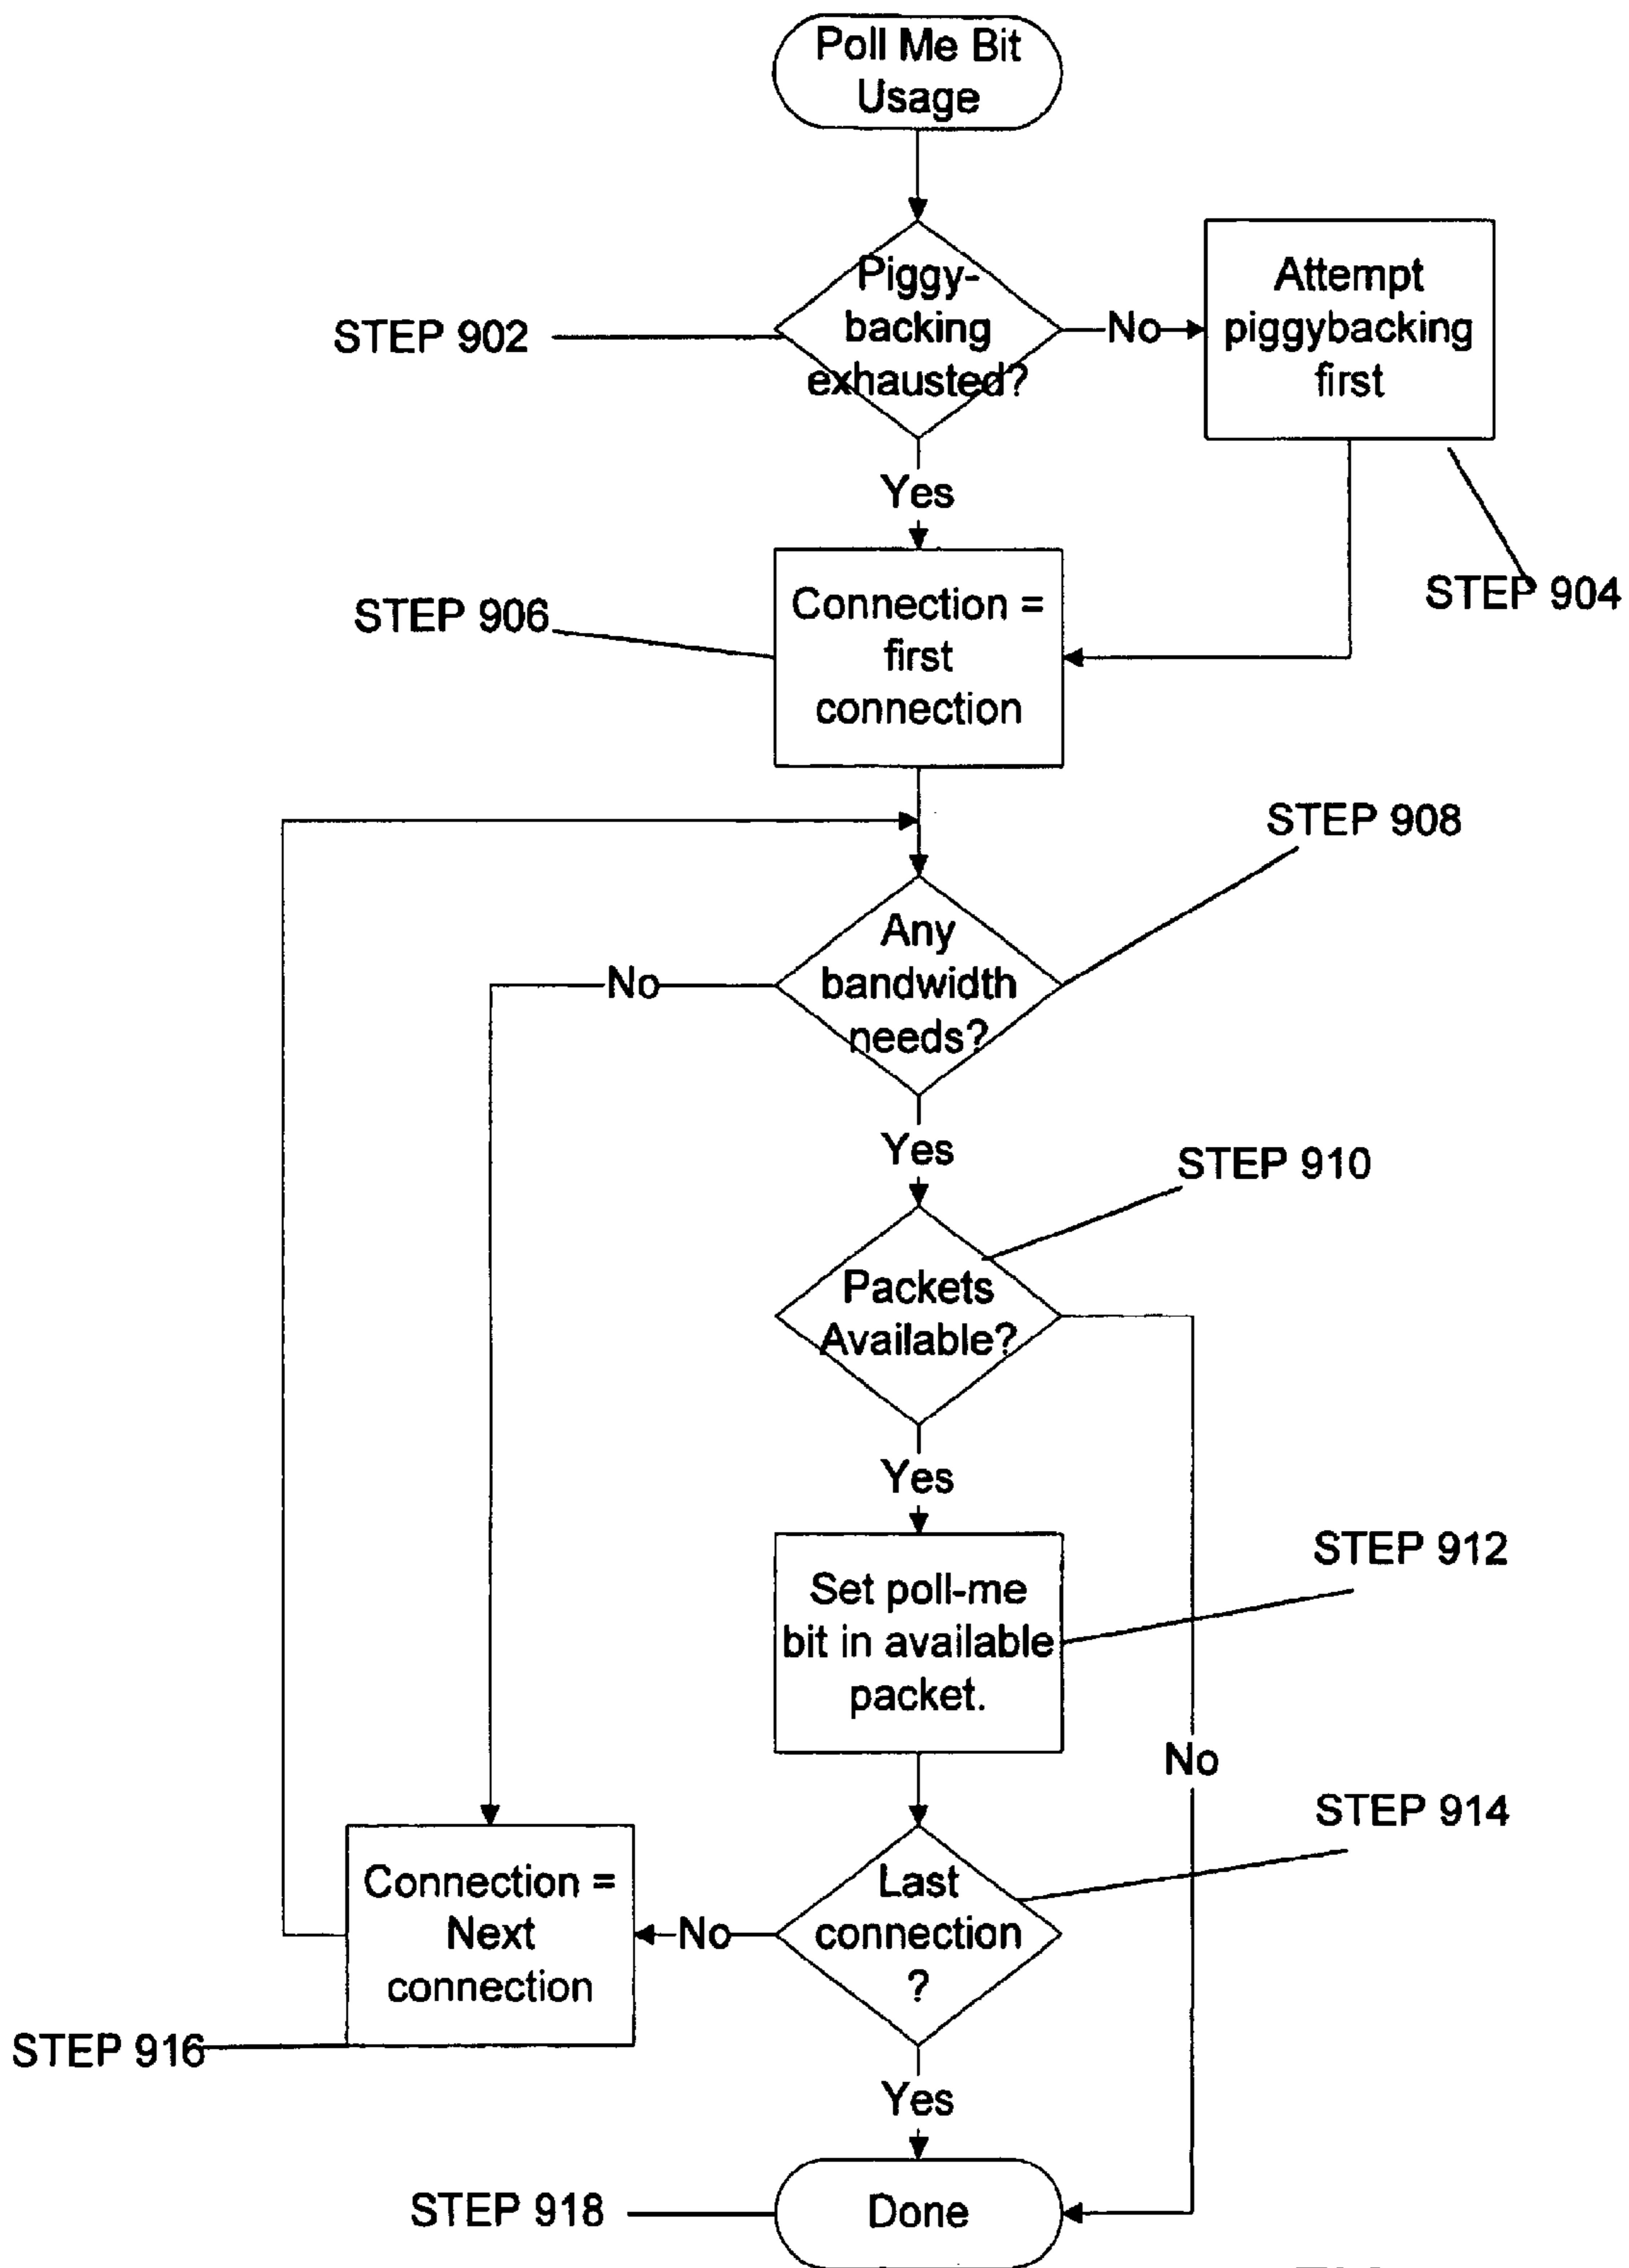 Poll Me Bit
Usage
Piggy-
backing
exhausted?
STEP 902
No
Attempt
piggybacking
first
STEP 904
Yes
STEP 906
Connection =
first
connection
STEP 908
Any
bandwidth
needs?
No
Yes
STEP 910
Packets
Available?
Yes
STEP 912
Set poll-me
bit in available
packet.
No
STEP 914
Last
connection
?
No
Connection =
Next
connection
STEP 916
Yes
STEP 918
Done